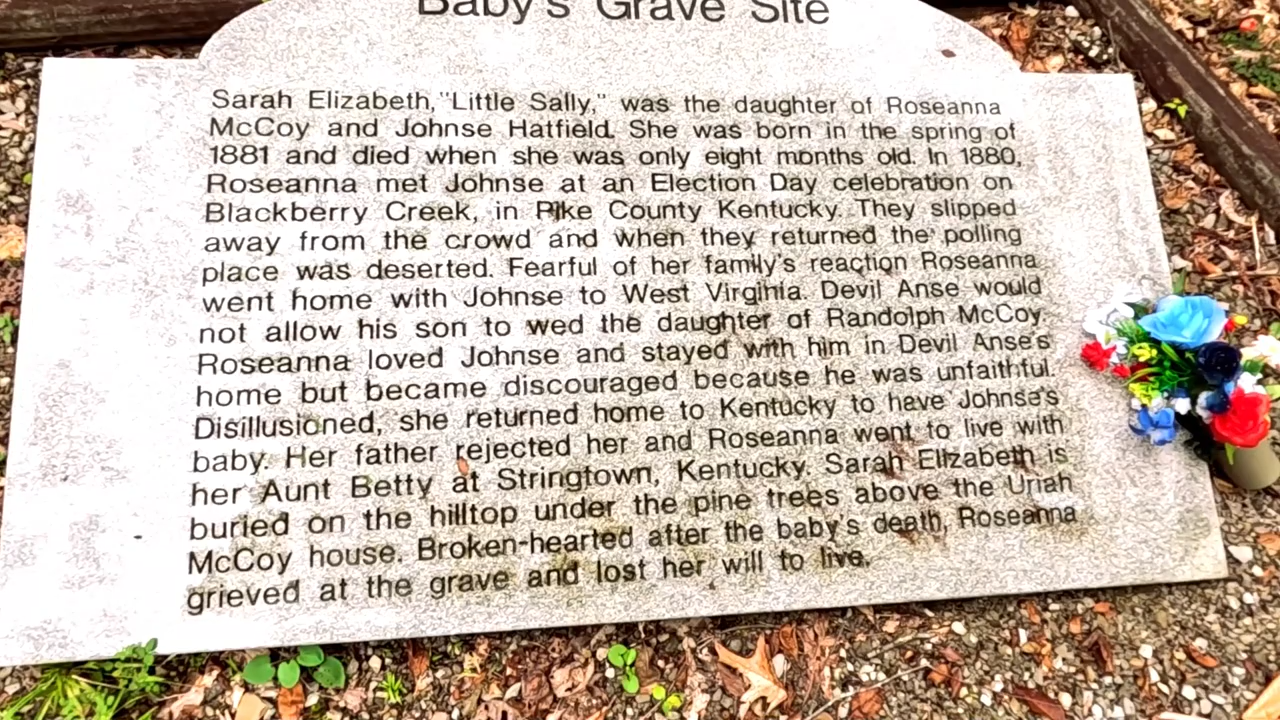 Baby's Grave Site
Sarah Elizabeth, "Little Sally," was the daughter of Roseanna
McCoy and Johnse Hatfield. She was born in the spring of
1881 and died when she was only eight months old. In 1880,
Roseanna met Johnse at an Election Day celebration on
Blackberry Creek, in Pike County Kentucky. They slipped
away from the crowd and when they returned the polling
place was deserted. Fearful of her family's reaction Roseanna
went home with Johnse to West Virginia. Devil Anse would
not allow his son to wed the daughter of Randolph McCoy.
Roseanna loved Johnse and stayed with him in Devil Anse's
home but became discouraged because he was unfaithful.
Disillusioned, she returned home to Kentucky to have Johnse's
baby. Her father rejected her and Roseanna went to live with
her Aunt Betty at Stringtown, Kentucky. Sarah Elizabeth is
buried on the hilltop under the pine trees above the Uriah
McCoy house. Broken-hearted after the baby's death, Roseanna
grieved at the grave and lost her will to live.